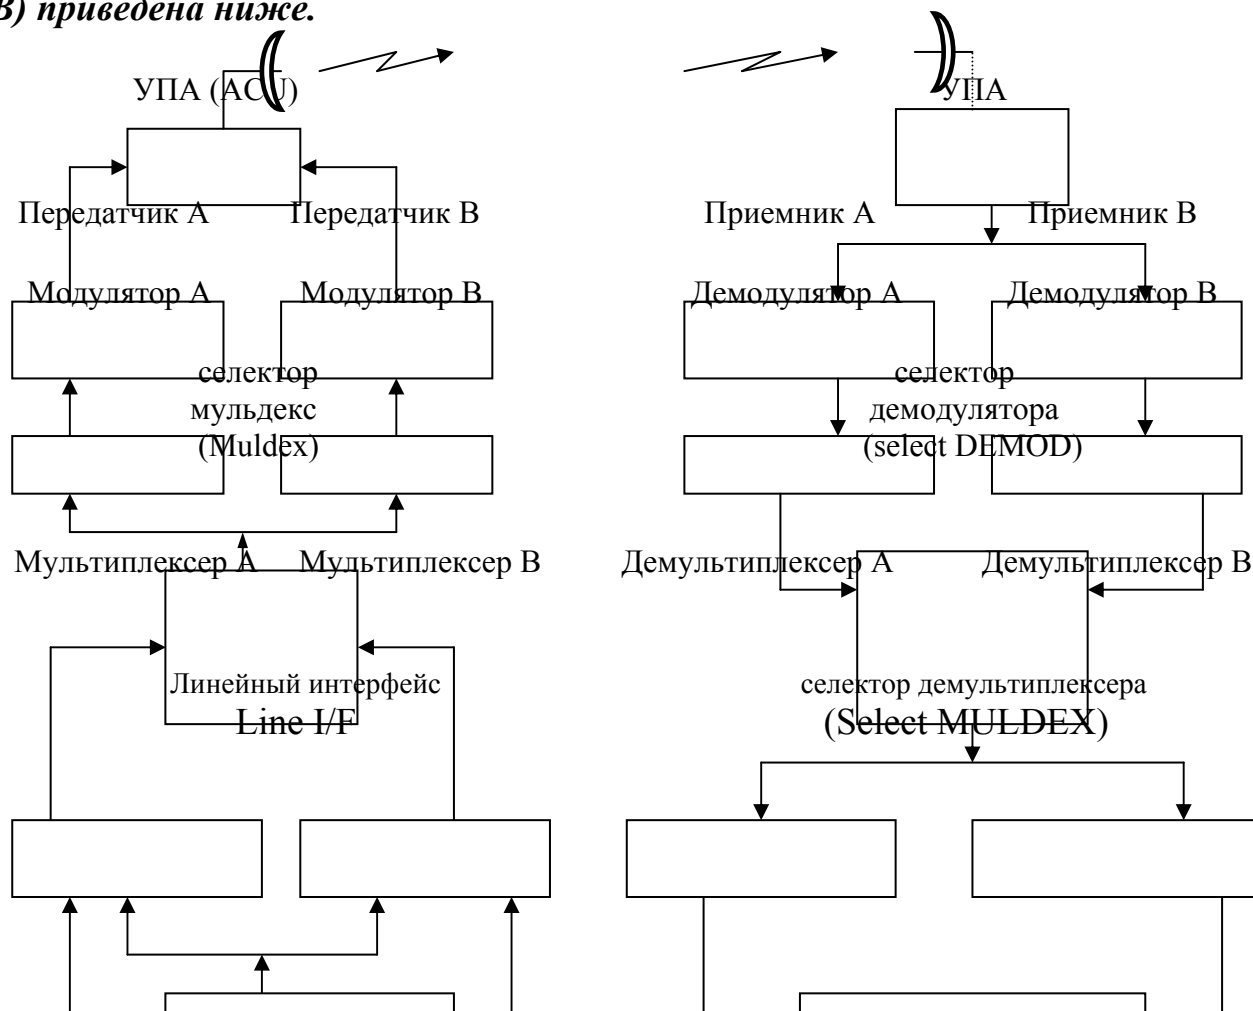 В) приведена ниже.
УПА (ACU)
УПА
Передатчик А
Передатчик В
Приемник А
Приемник В
Модулятор А
Модулятор В
Демодулятор А
Демодулятор В
селектор
мульдекс
(Muldex)
селектор
демодулятора
(select DEMOD)
Мультиплексер А
Мультиплексер В
Демультиплексер А
Демультиплексер В
Линейный интерфейс
Line I/F
селектор демультиплексера
(Select MULDEX)